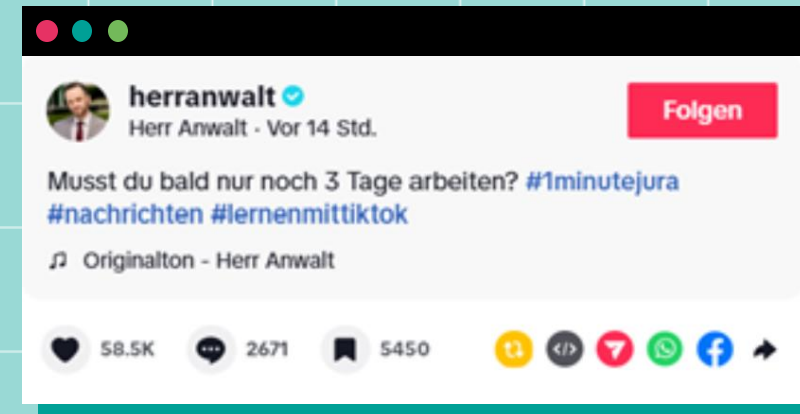 herranwalt
Herr Anwalt · Vor 14 Std.
Folgen
Musst du bald nur noch 3 Tage arbeiten? #1minutejura
#nachrichten #lernenmittiktok
♫ Originalton - Herr Anwalt
58.5K 2671 5450